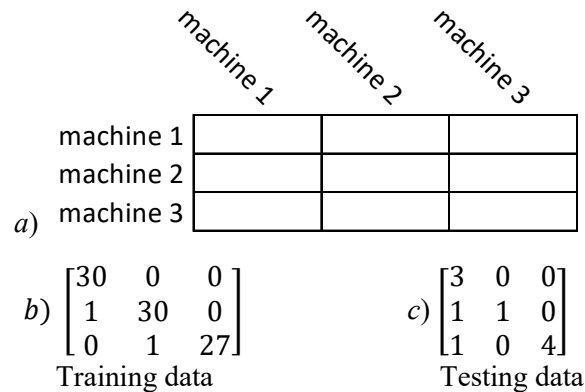 machine 1 machine 2 machine 3
machine 1
machine 2
a) machine 3
b) [30 0 0
1 30 0
0 1 27]
Training data
c) [3 0 0
1 1 0
1 0 4]
Testing data